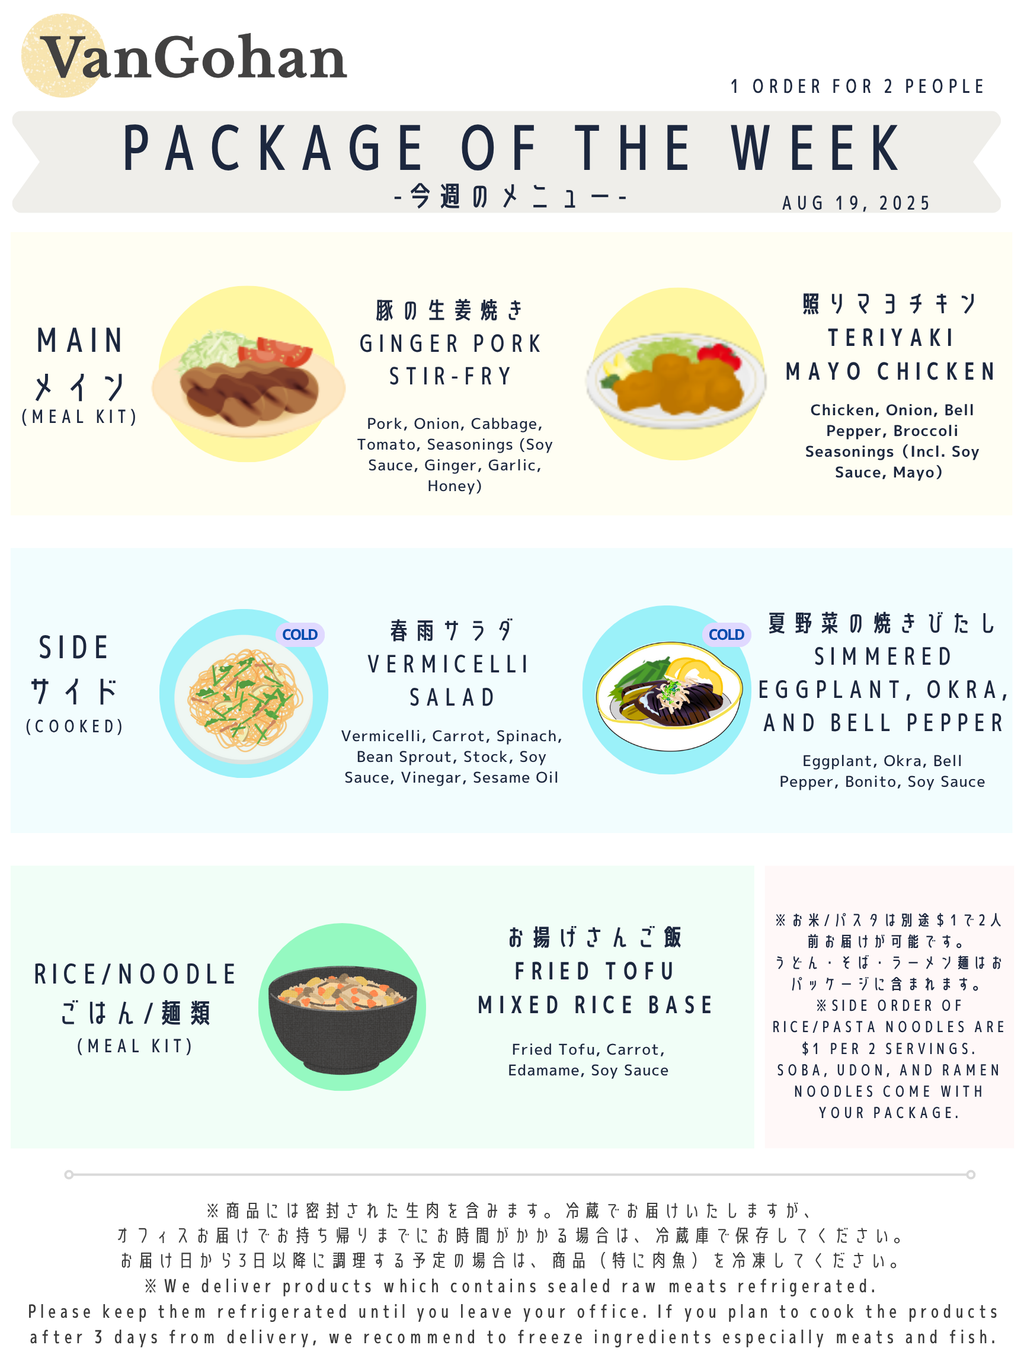 VanGohan
1 ORDER FOR 2 PEOPLE
PACKAGE OF THE WEEK
-今週のメニュー-
AUG 19, 2025
MAIN
メイン
(MEAL KIT)
豚の生姜焼き
GINGER PORK
STIR-FRY
Pork, Onion, Cabbage,
Tomato, Seasonings (Soy
Sauce, Ginger, Garlic,
Honey)
照りマヨチキン
TERIYAKI
MAYO CHICKEN
Chicken, Onion, Bell
Pepper, Broccoli
Seasonings (Incl. Soy
Sauce, Mayo)
SIDE
サイド
(COOKED)
COLD
春雨サラダ
VERMICELLI
SALAD
Vermicelli, Carrot, Spinach,
Bean Sprout, Stock, Soy
Sauce, Vinegar, Sesame Oil
COLD
夏野菜の焼きびたし
SIMMERED
EGGPLANT, OKRA,
AND BELL PEPPER
Eggplant, Okra, Bell
Pepper, Bonito, Soy Sauce
RICE/NOODLE
ごはん/麺類
(MEAL KIT)
お揚げさんご飯
FRIED TOFU
MIXED RICE BASE
Fried Tofu, Carrot,
Edamame, Soy Sauce
※お米/パスタは別途$1で2人
前お届けが可能です。
うどん・そば・ラーメン麺はお
パッケージに含まれます。
※SIDE ORDER OF
RICE/PASTA NOODLES ARE
$1 PER 2 SERVINGS.
SOBA, UDON, AND RAMEN
NOODLES COME WITH
YOUR PACKAGE.
※商品には密封された生肉を含みます。冷蔵でお届けいたしますが、
オフィスお届けでお持ち帰りまでにお時間がかかる場合は、冷蔵庫で保存してください。
お届け日から3日以降に調理する予定の場合は、商品（特に肉魚）を冷凍してください。
※We deliver products which contains sealed raw meats refrigerated.
Please keep them refrigerated until you leave your office. If you plan to cook the products
after 3 days from delivery, we recommend to freeze ingredients especially meats and fish.